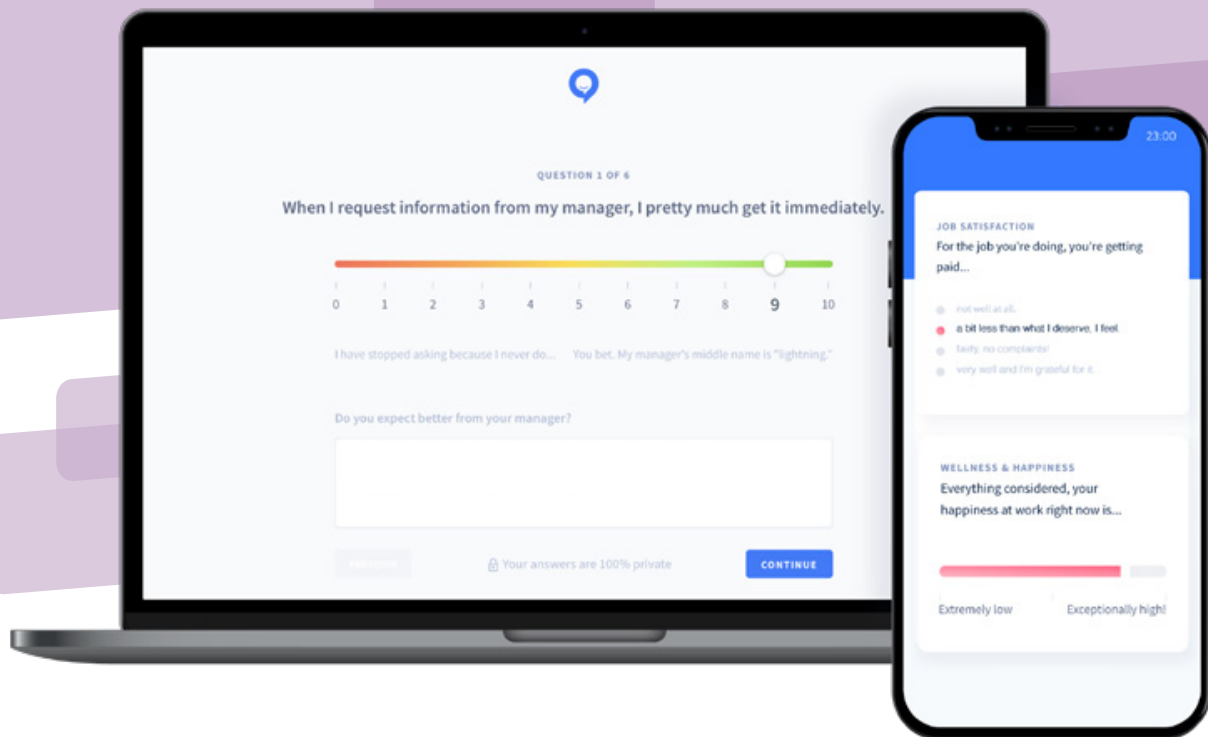 QUESTION 1 OF 6
When I request information from my manager, I pretty much get it immediately.
0 1 2 3 4 5 6 7 8 9 10
I have stopped asking because I never do... You bet. My manager's middle name is "lightning."
Do you expect better from your manager?
PREVIOUS
Your answers are 100% private
CONTINUE
23:00
JOB SATISFACTION
For the job you're doing, you're getting
paid...
not well at all.
a bit less than what I deserve, I feel.
fairly, no complaints!
very well and I'm grateful for it.
WELLNESS & HAPPINESS
Everything considered, your
happiness at work right now is...
Extremely low Exceptionally high!